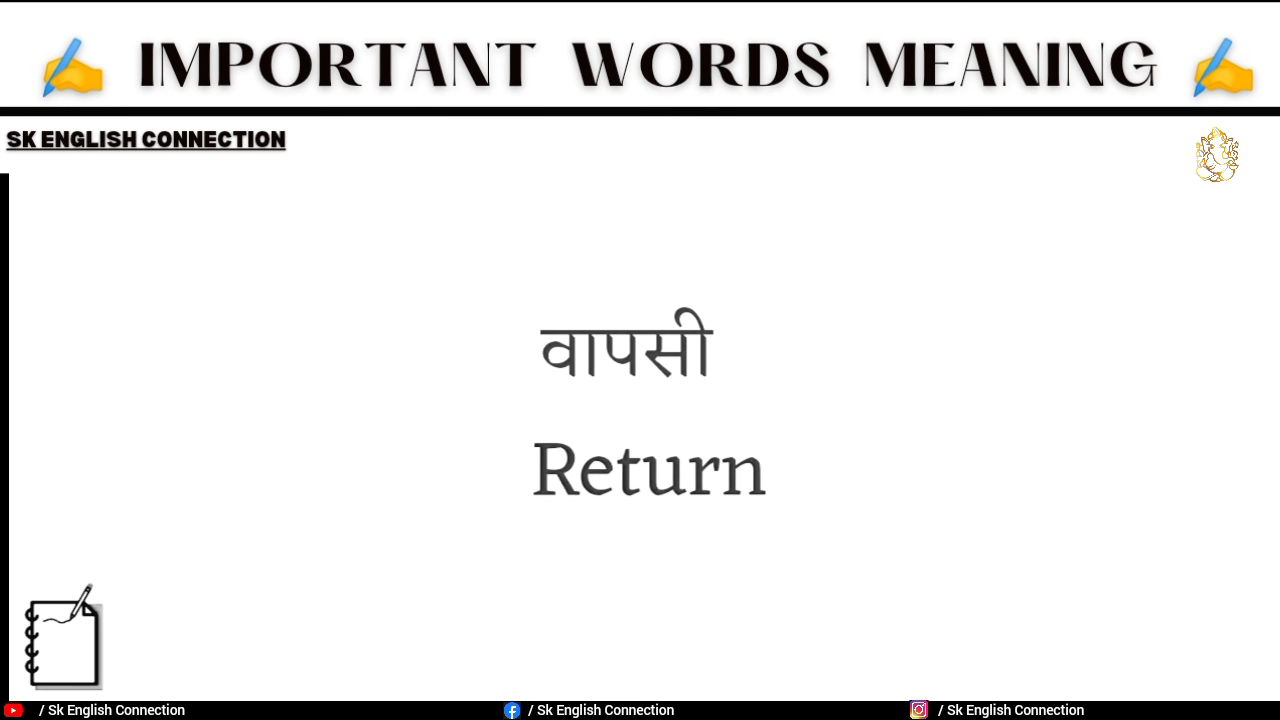 IMPORTANT WORDS MEANING
SK ENGLISH CONNECTION
वापसी
Return
/ Sk English Connection
/ Sk English Connection
/ Sk English Connection